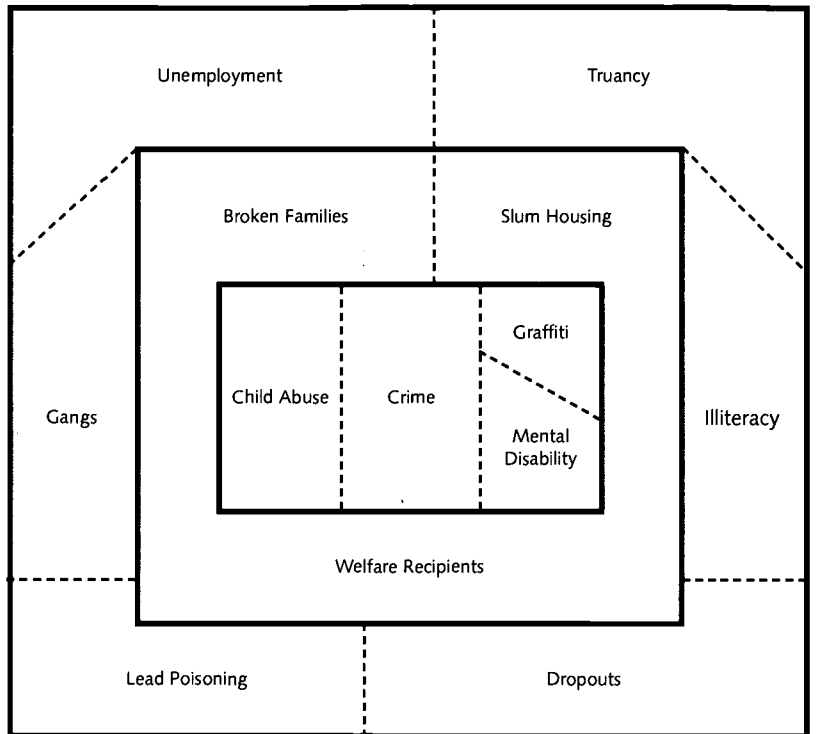 Unemployment
Truancy
Broken Families
Slum Housing
Graffiti
Child Abuse
Crime
Gangs
Illiteracy
Mental
Disability
Welfare Recipients
Lead Poisoning
Dropouts